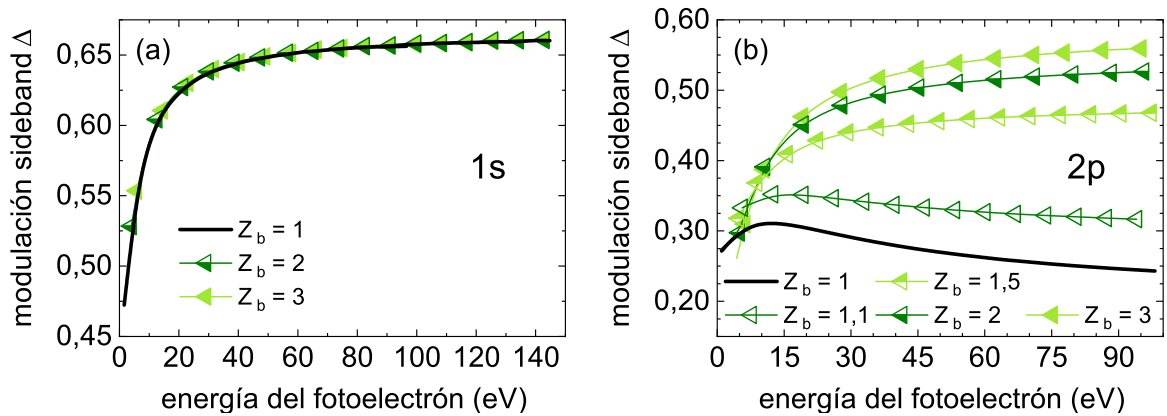 (a)
modulación sideband Δ
0,65
0,60
0,55
0,50
0,45
1s
Z b = 1
Z b = 2
Z b = 3
0 20 40 60 80 100 120 140
energía del fotoelectrón (eV)
(b)
modulación sideband Δ
0,60
0,50
0,40
0,30
0,20
2p
Z b = 1 Z b = 1,5
Z b = 1,1 Z b = 2 Z b = 3
0 15 30 45 60 75 90
energía del fotoelectrón (eV)